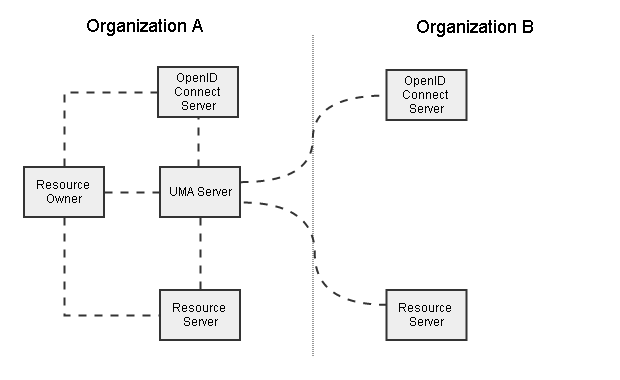 Organization A
Organization B
OpenID
Connect
Server
OpenID
Connect
Server
Resource
Owner
UMA Server
Resource
Server
Resource
Server